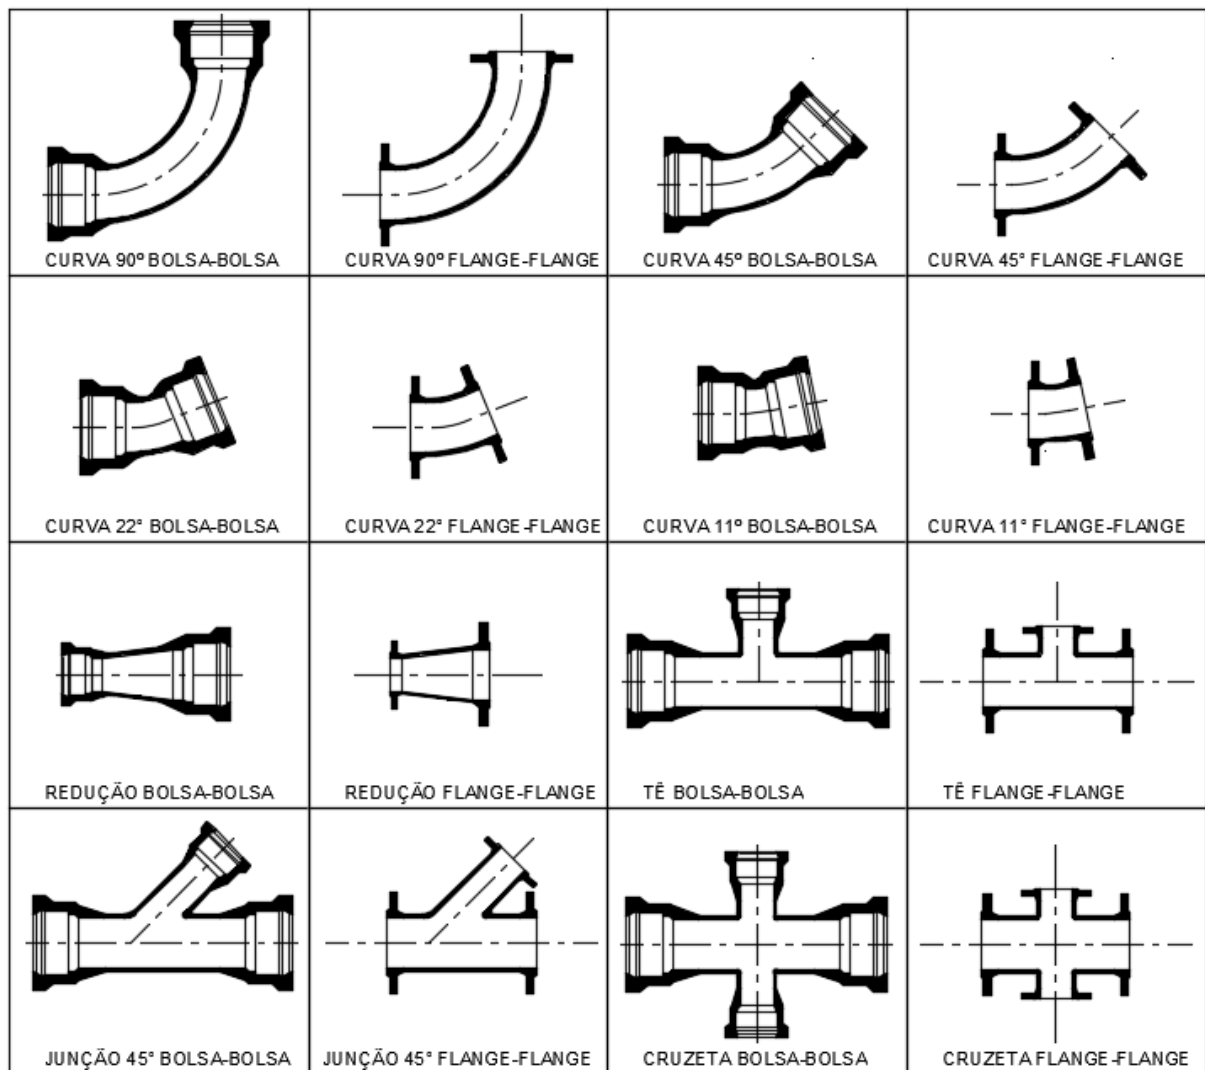 CURVA 90º BOLSA-BOLSA
CURVA 90º FLANGE-FLANGE
CURVA 45º BOLSA-BOLSA
CURVA 45° FLANGE-FLANGE
CURVA 22° BOLSA-BOLSA
CURVA 22° FLANGE-FLANGE
CURVA 11º BOLSA-BOLSA
CURVA 11° FLANGE-FLANGE
REDUÇÃO BOLSA-BOLSA
REDUÇÃO FLANGE-FLANGE
TÊ BOLSA-BOLSA
TÊ FLANGE-FLANGE
JUNÇÃO 45° BOLSA-BOLSA
JUNÇÃO 45° FLANGE-FLANGE
CRUZETA BOLSA-BOLSA
CRUZETA FLANGE-FLANGE